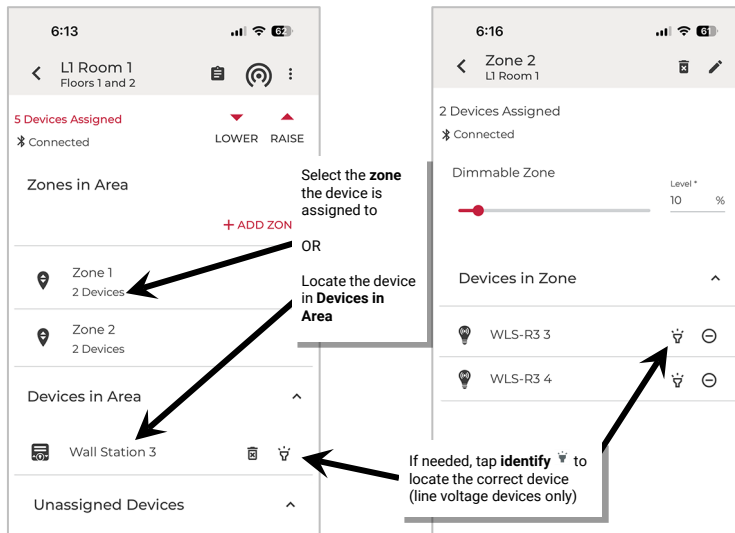 6:13
62
L1 Room 1
Floors 1 and 2
5 Devices Assigned
Connected
LOWER RAISE
Zones in Area
+ ADD ZON
Zone 1
2 Devices
Zone 2
2 Devices
Devices in Area
Wall Station 3
Unassigned Devices
Select the zone
the device is
assigned to
OR
Locate the device
in Devices in
Area
6:16
61
Zone 2
L1 Room 1
2 Devices Assigned
Connected
Dimmable Zone
Level *
10 %
Devices in Zone
WLS-R3 3
WLS-R3 4
If needed, tap identify to
locate the correct device
(line voltage devices only)